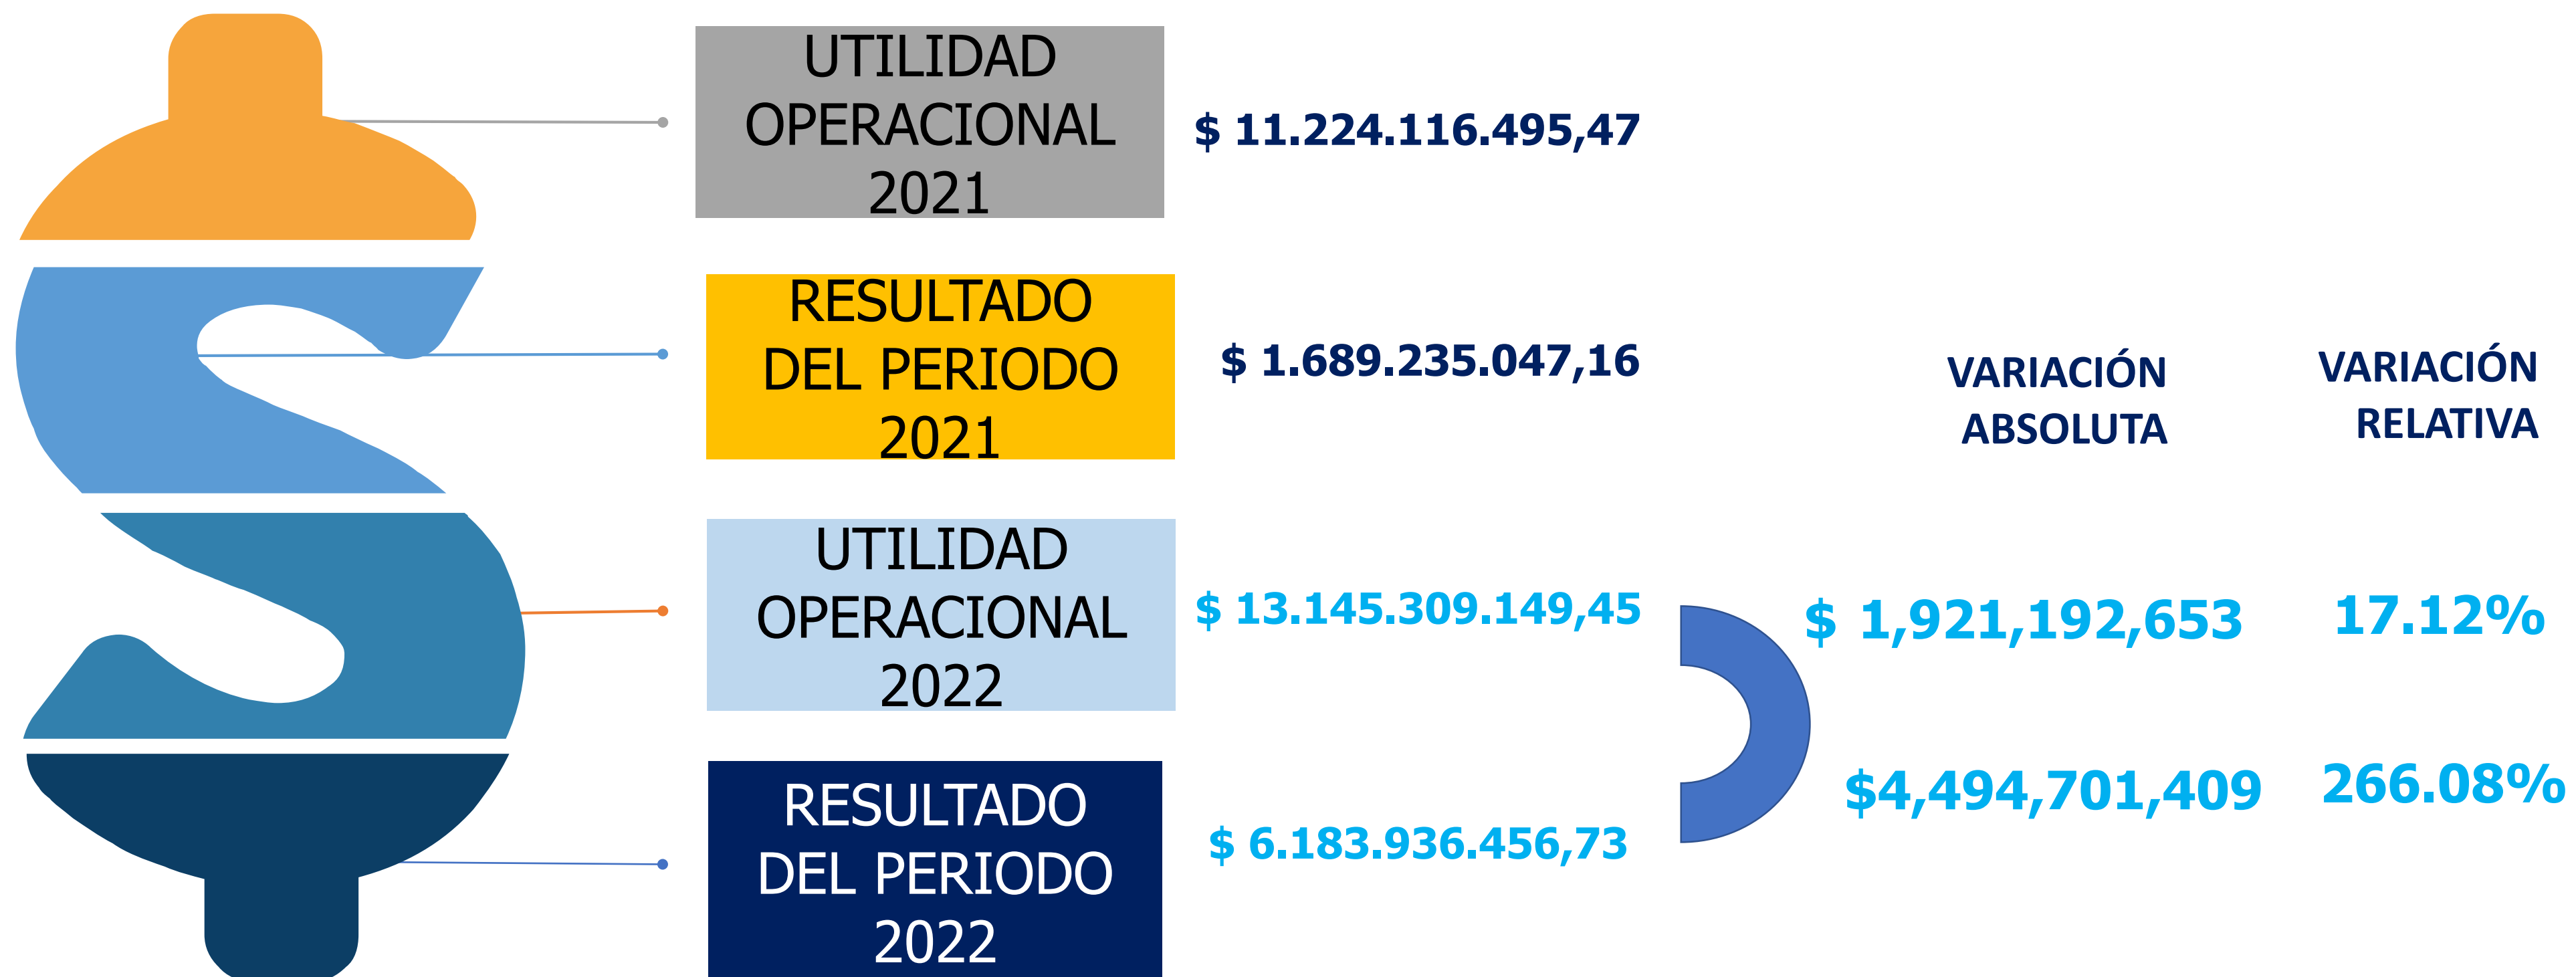 UTILIDAD
OPERACIONAL
2021
$ 11.224.116.495,47
RESULTADO
DEL PERIODO
2021
$ 1.689.235.047,16
VARIACIÓN
ABSOLUTA
VARIACIÓN
RELATIVA
UTILIDAD
OPERACIONAL
2022
$ 13.145.309.149,45
$ 1,921,192,653
17.12%
RESULTADO
DEL PERIODO
2022
$ 6.183.936.456,73
$4,494,701,409
266.08%